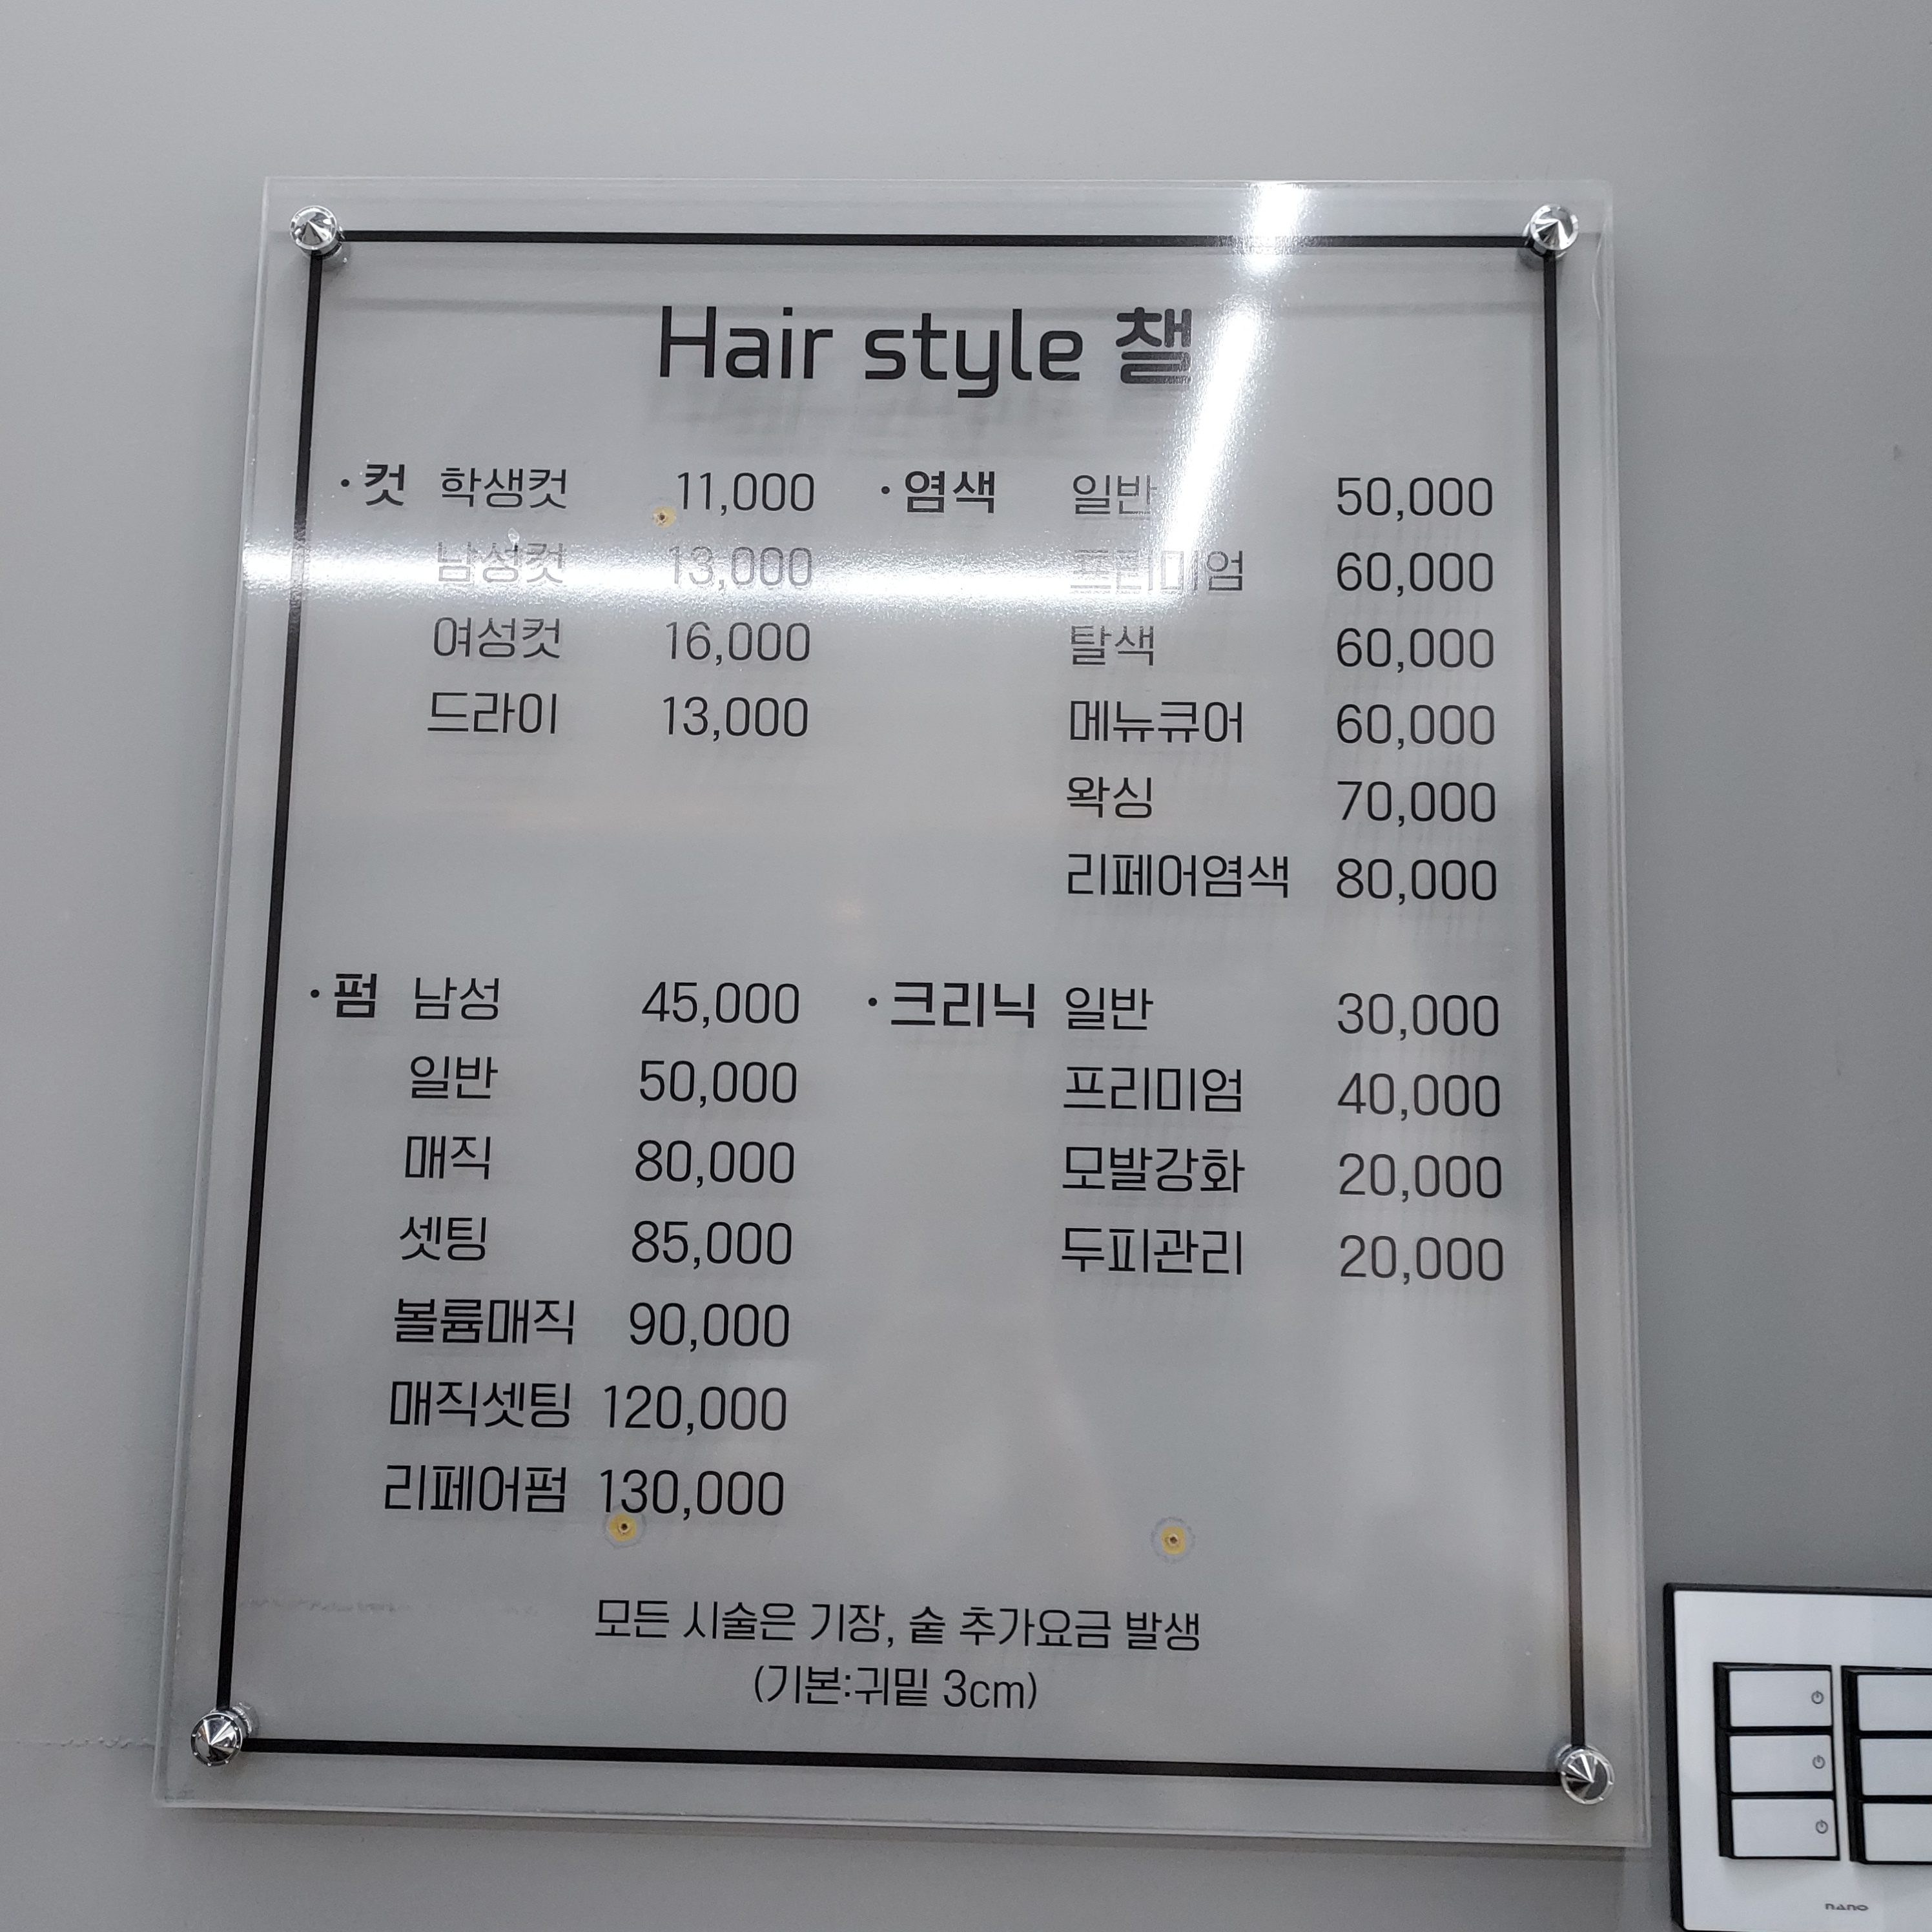 Hair style 챌
·컷 학생컷 11,000
남성컷 13,000
여성컷 16,000
드라이 13,000
·염색 일반 50,000
프리미엄 60,000
탈색 60,000
메뉴큐어 60,000
왁싱 70,000
리페어염색 80,000
·펌 남성 45,000
일반 50,000
매직 80,000
셋팅 85,000
볼륨매직 90,000
매직셋팅 120,000
리페어펌 130,000
·크리닉 일반 30,000
프리미엄 40,000
모발강화 20,000
두피관리 20,000
모든 시술은 기장, 숱 추가요금 발생
(기본:귀밑 3cm)
nano